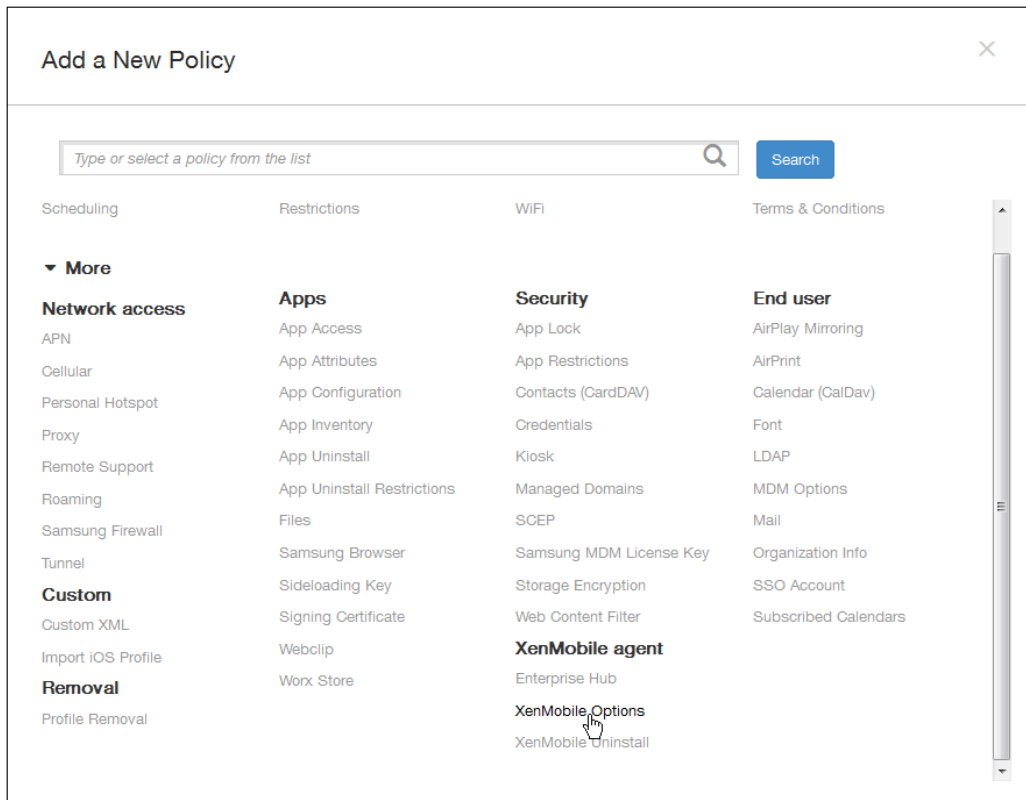 Add a New Policy
Type or select a policy from the list
Search
Scheduling
Restrictions
WiFi
Terms & Conditions
More
Network access
APN
Cellular
Personal Hotspot
Proxy
Remote Support
Roaming
Samsung Firewall
Tunnel
Custom
Custom XML
Import iOS Profile
Removal
Profile Removal
Apps
App Access
App Attributes
App Configuration
App Inventory
App Uninstall
App Uninstall Restrictions
Files
Samsung Browser
Sideloading Key
Signing Certificate
Webclip
Worx Store
Security
App Lock
App Restrictions
Contacts (CardDAV)
Credentials
Kiosk
Managed Domains
SCEP
Samsung MDM License Key
Storage Encryption
Web Content Filter
XenMobile agent
Enterprise Hub
XenMobile Options
XenMobile Uninstall
End user
AirPlay Mirroring
AirPrint
Calendar (CalDav)
Font
LDAP
MDM Options
Mail
Organization Info
SSO Account
Subscribed Calendars